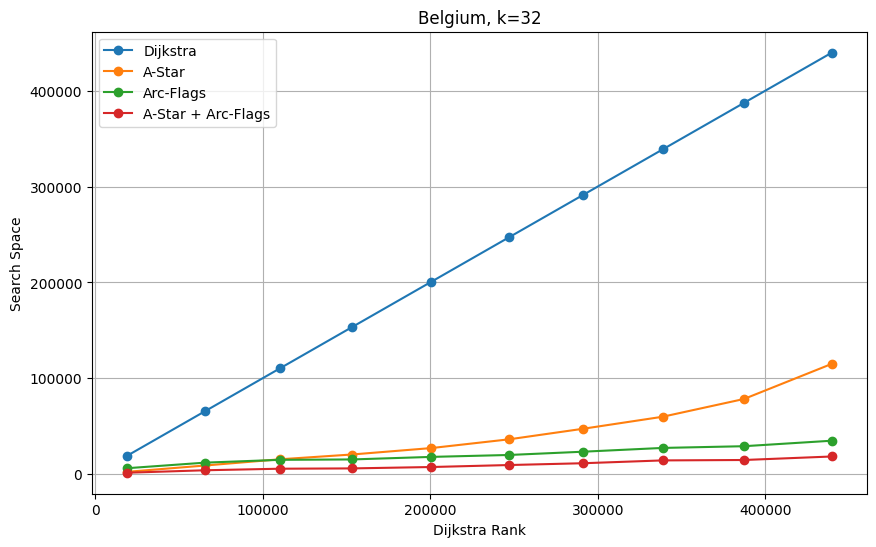 Belgium, k=32
Dijkstra
A-Star
Arc-Flags
A-Star + Arc-Flags
Search Space
400000
300000
200000
100000
0
0 100000 200000 300000 400000
Dijkstra Rank